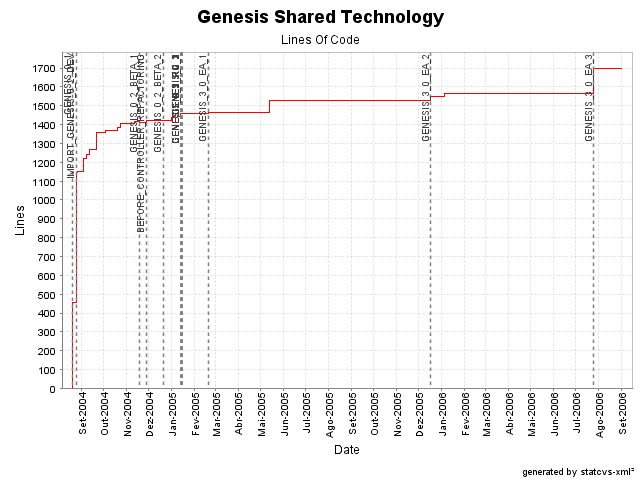 Genesis Shared Technology
Lines Of Code
1700
1600
1500
1400
1300
1200
1100
1000
900
800
700
600
500
400
300
200
100
0
Lines
BEFORE_CONTROLLER_REFACTORING
GENESIS_0_2_BETA_1
GENESIS_0_2_BETA_2
GENESIS_2_0_EA_1
GENESIS_3_0_EA_2
GENESIS_3_0_EA_3
Set-2004
Out-2004
Nov-2004
Dez-2004
Jan-2005
Fev-2005
Mar-2005
Abr-2005
Mai-2005
Jun-2005
Jul-2005
Ago-2005
Set-2005
Out-2005
Nov-2005
Dez-2005
Jan-2006
Fev-2006
Mar-2006
Abr-2006
Mai-2006
Jun-2006
Jul-2006
Ago-2006
Set-2006
Date
generated by statcvs-xml²